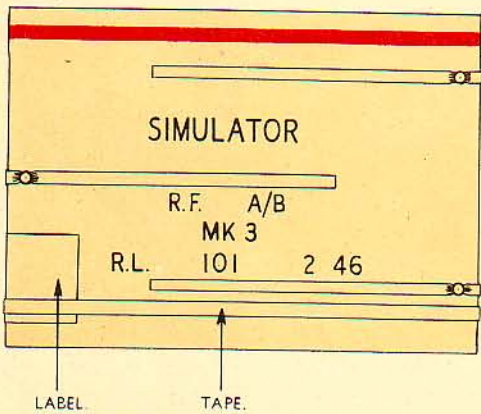 SIMULATOR
R.F. A/B
MK 3
R.L. 101 2 46
LABEL. TAPE.